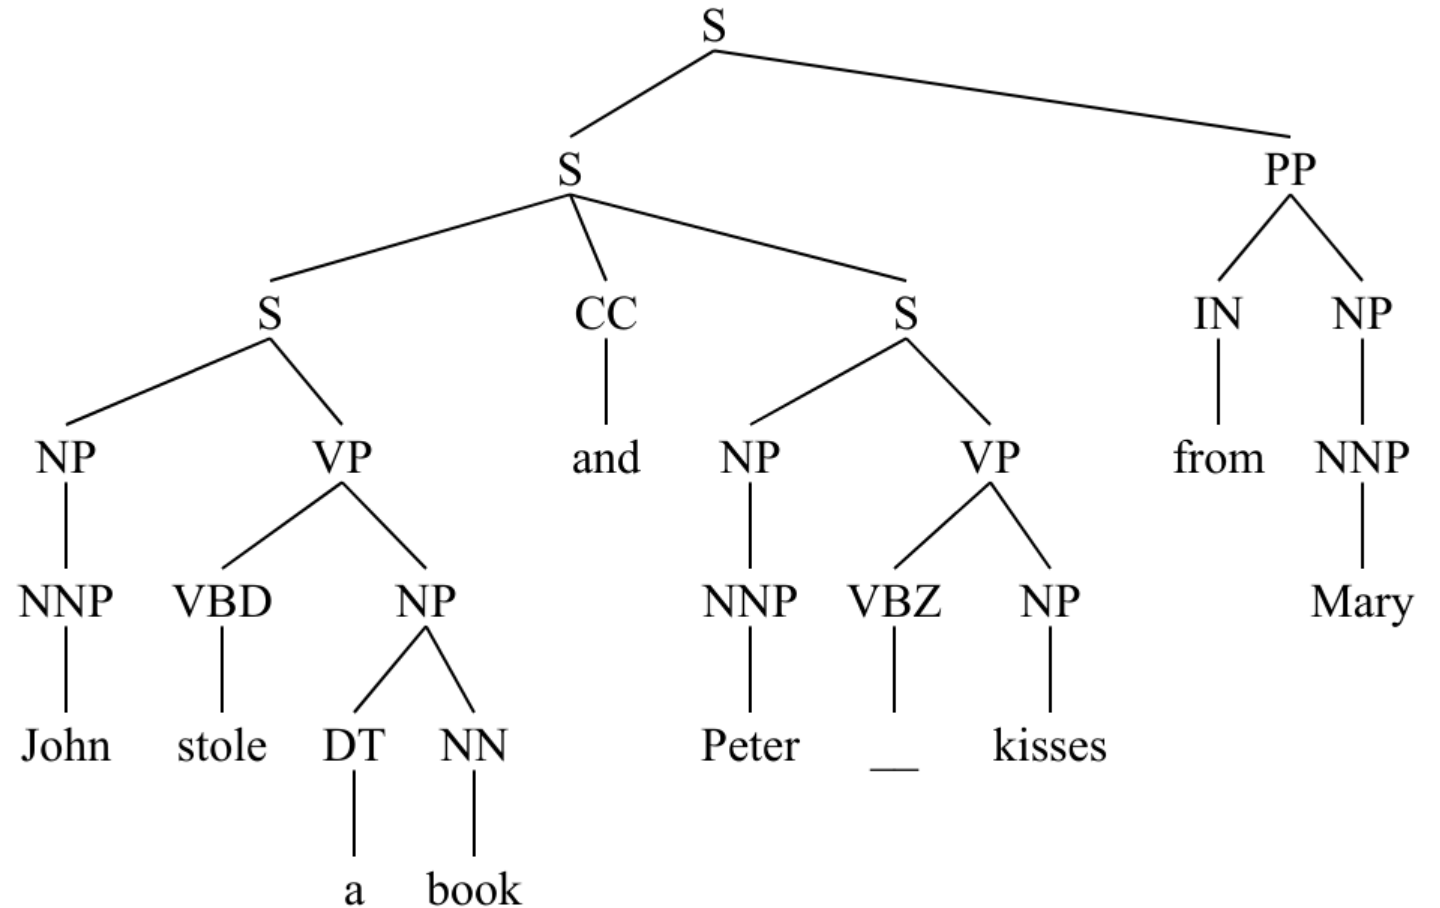 S
S PP
S CC S IN NP
NP VP and NP VP from NNP
NNP VBD NP NNP VBZ NP Mary
John stole DT NN Peter __ kisses
a book